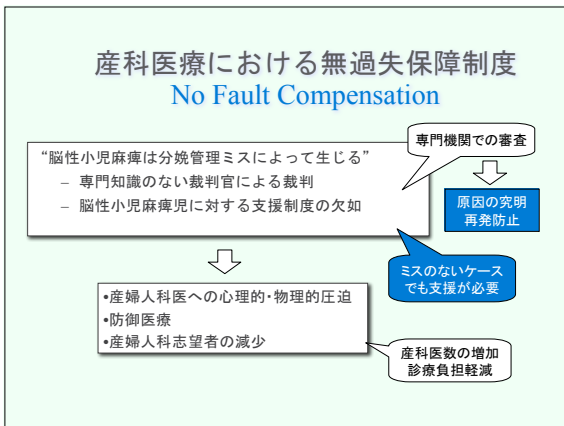 産科医療における無過失保障制度
No Fault Compensation
専門機関での審査
“脳性小児麻痺は分娩管理ミスによって生じる”
– 専門知識のない裁判官による裁判
– 脳性小児麻痺児に対する支援制度の欠如
原因の究明
再発防止
ミスのないケース
でも支援が必要
•産婦人科医への心理的・物理的圧迫
•防御医療
•産婦人科志望者の減少
産科医数の増加
診療負担軽減